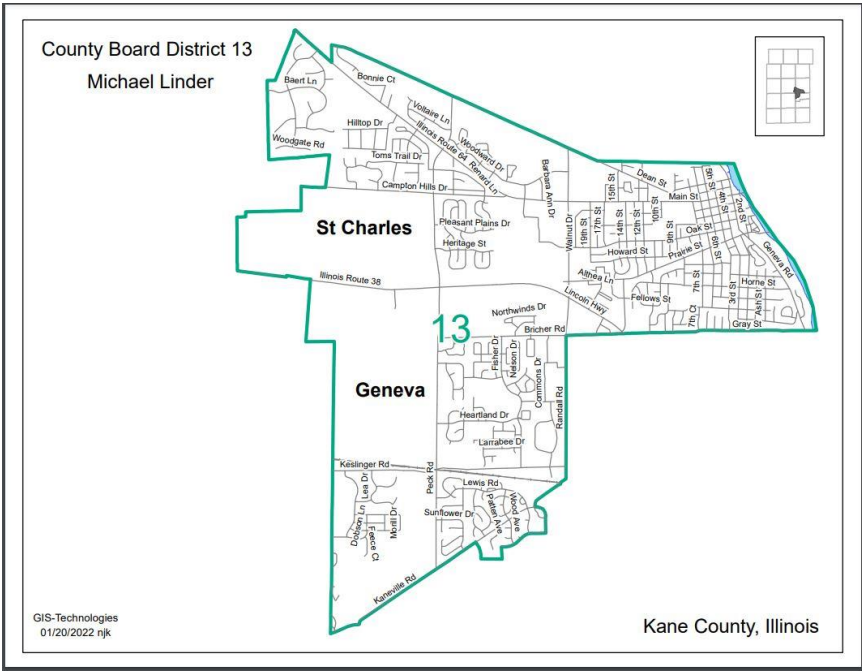 County Board District 13
Michael Linder
Baert Ln
Bonnie Ct
Voltaire Ln
Hilltop Dr
Illinois Route 64
Woodward Dr
Woodgate Rd
Toms Trail Dr
Renard Ln
Campton Hills Dr
Barbara Ann Dr
Dean St
15th St
5th St
4th St
2nd St
Main St
St Charles
Pleasant Plains Dr
Heritage St
Walnut Dr
19th St
17th St
14th St
12th St
10th St
9th St
Oak St
6th St
Howard St
Prairie St
Geneva Rd
Illinois Route 38
Althea Ln
Lincoln Hwy
Fellows St
7th St
3rd St
Horne St
Ash St
7th Ct
Gray St
Northwinds Dr
13
Bricher Rd
Fisher Dr
Nelson Dr
Commons Dr
Randall Rd
Geneva
Heartland Dr
Larrabee Dr
Keslinger Rd
Peck Rd
Lea Dr
Lewis Rd
Dobson Ln
Feece Ct
Morill Dr
Sunflower Dr
Patten Ave
Wood Ave
Kaneville Rd
GIS-Technologies
01/20/2022 njk
Kane County, Illinois